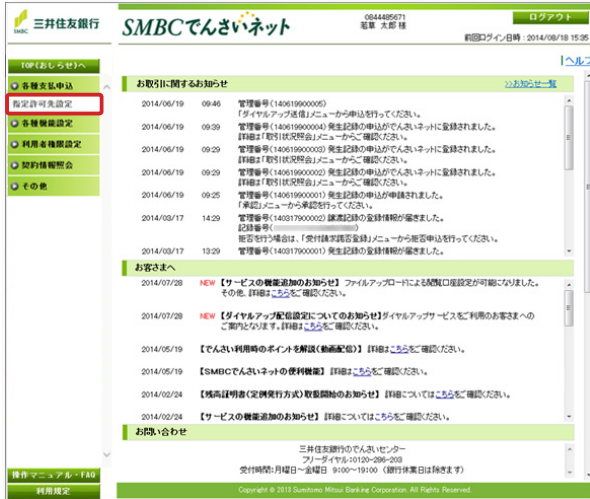 SMBC 三井住友銀行
SMBCでんさいネット
0844485671
若草 太郎 様
ログアウト
前回ログイン日時:2014/08/18 15:35
TOP(おしらせ)へ
各種支払申込
指定許可先設定
各種機能設定
利用者権限設定
契約情報照会
その他
操作マニュアル・FAQ
利用規定
ヘルプ
お取引に関するお知らせ
>>お知らせ一覧
2014/06/19 09:46 管理番号(140619900005)
「ダイヤルアップ送信」メニューから申込を行ってください。
2014/06/19 09:39 管理番号(140619900004) 発生記録の申込がでんさいネットに登録されました。
詳細は「取引状況照会」メニューからご確認ください。
2014/06/19 09:29 管理番号(140619900003) 発生記録の申込がでんさいネットに登録されました。
詳細は「取引状況照会」メニューからご確認ください。
2014/06/19 09:29 管理番号(140619900002) 発生記録の申込がでんさいネットに登録されました。
詳細は「取引状況照会」メニューからご確認ください。
2014/06/19 09:25 管理番号(140619900001) 発生記録の申込が申請されました。
「承認」メニューから承認を行ってください。
2014/03/17 14:29 管理番号(140317900002) 譲渡記録の登録情報が届きました。
記録番号( )
拒否を行う場合は、「受付請求諾否登録」メニューから拒否申込を行ってください。
2014/03/17 13:29 管理番号(140317900001) 発生記録の登録情報が届きました。
お客さまへ
2014/07/28 NEW 【サービスの機能追加のお知らせ】 ファイルアップロードによる閲覧口座設定が可能になりました。
その他、詳細はこちらをご確認ください。
2014/07/28 NEW 【ダイヤルアップ配信設定についてのお知らせ】ダイヤルアップサービスをご利用のお客さまへの
ご案内となります。詳細はこちらをご確認ください。
2014/05/19 【でんさい利用時のポイントを解説(動画配信)】 詳細はこちらをご確認ください。
2014/05/19 【SMBCでんさいネットの便利機能】 詳細はこちらをご確認ください。
2014/02/24 【残高証明書(定例発行方式)取扱開始のお知らせ】 詳細についてはこちらをご確認ください。
2014/02/24 【サービスの機能追加のお知らせ】 詳細についてはこちらをご確認ください。
お問い合わせ
三井住友銀行のでんさいセンター
フリーダイヤル:0120-286-203
受付時間:月曜日～金曜日 9:00～19:00 (銀行休業日は除きます)
Copyright © 2013 Sumitomo Mitsui Banking Corporation. All Rights Reserved.